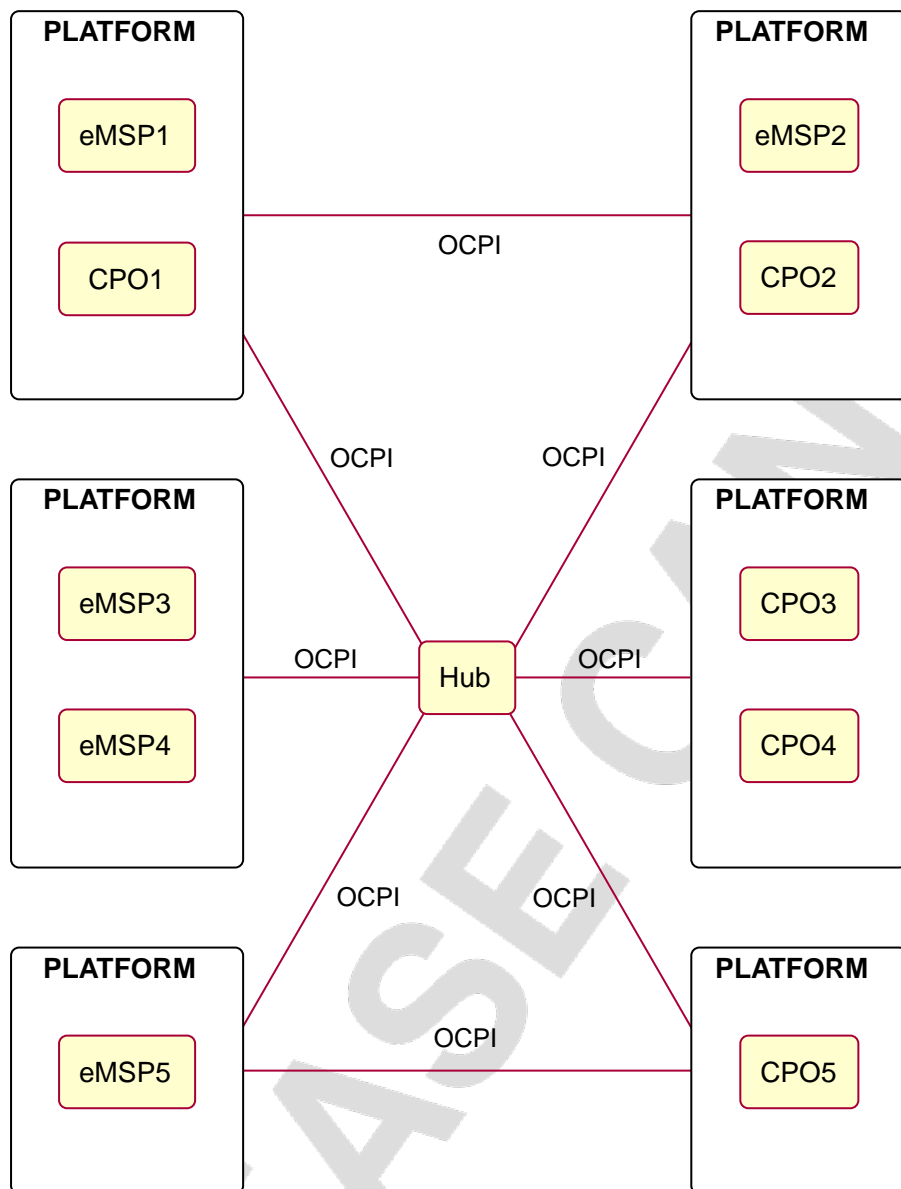 PLATFORM
PLATFORM
eMSP1
eMSP2
OCPI
CPO1
CPO2
OCPI
OCPI
PLATFORM
PLATFORM
eMSP3
CPO3
OCPI
Hub
OCPI
eMSP4
CPO4
OCPI
OCPI
PLATFORM
PLATFORM
OCPI
eMSP5
CPO5